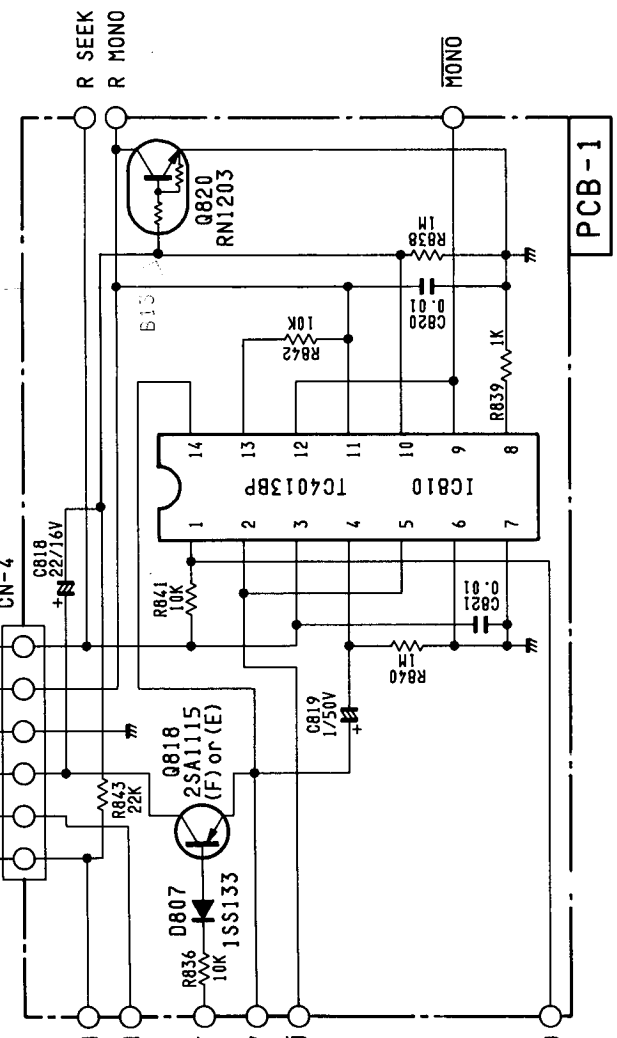 R SEEK
R MONO
MONO
PCB-1
CN-4
C818
22/16V
Q820
RN1203
R838
1M
C820
0.01
R842
10K
R839 1K
14
13
12
11
10
9
8
TC4013BP IC810
1
2
3
4
5
6
7
R841
10K
C821
0.01
R840
1M
C819
1/50V
Q818
2SA1115
(F)or(E)
R843
22K
D807
1SS133
R836
10K